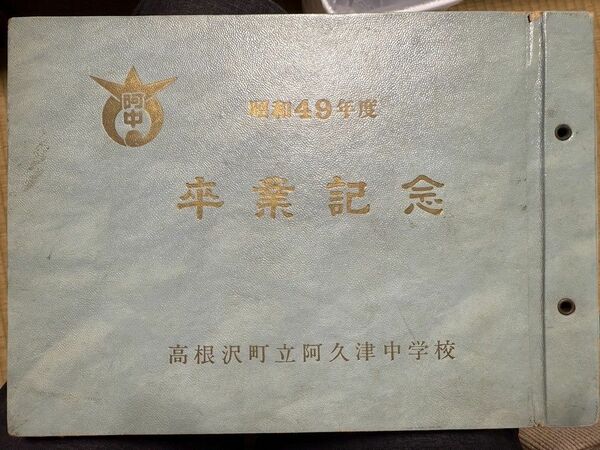 阿中
昭和49年度
卒業記念
高根沢町立阿久津中学校